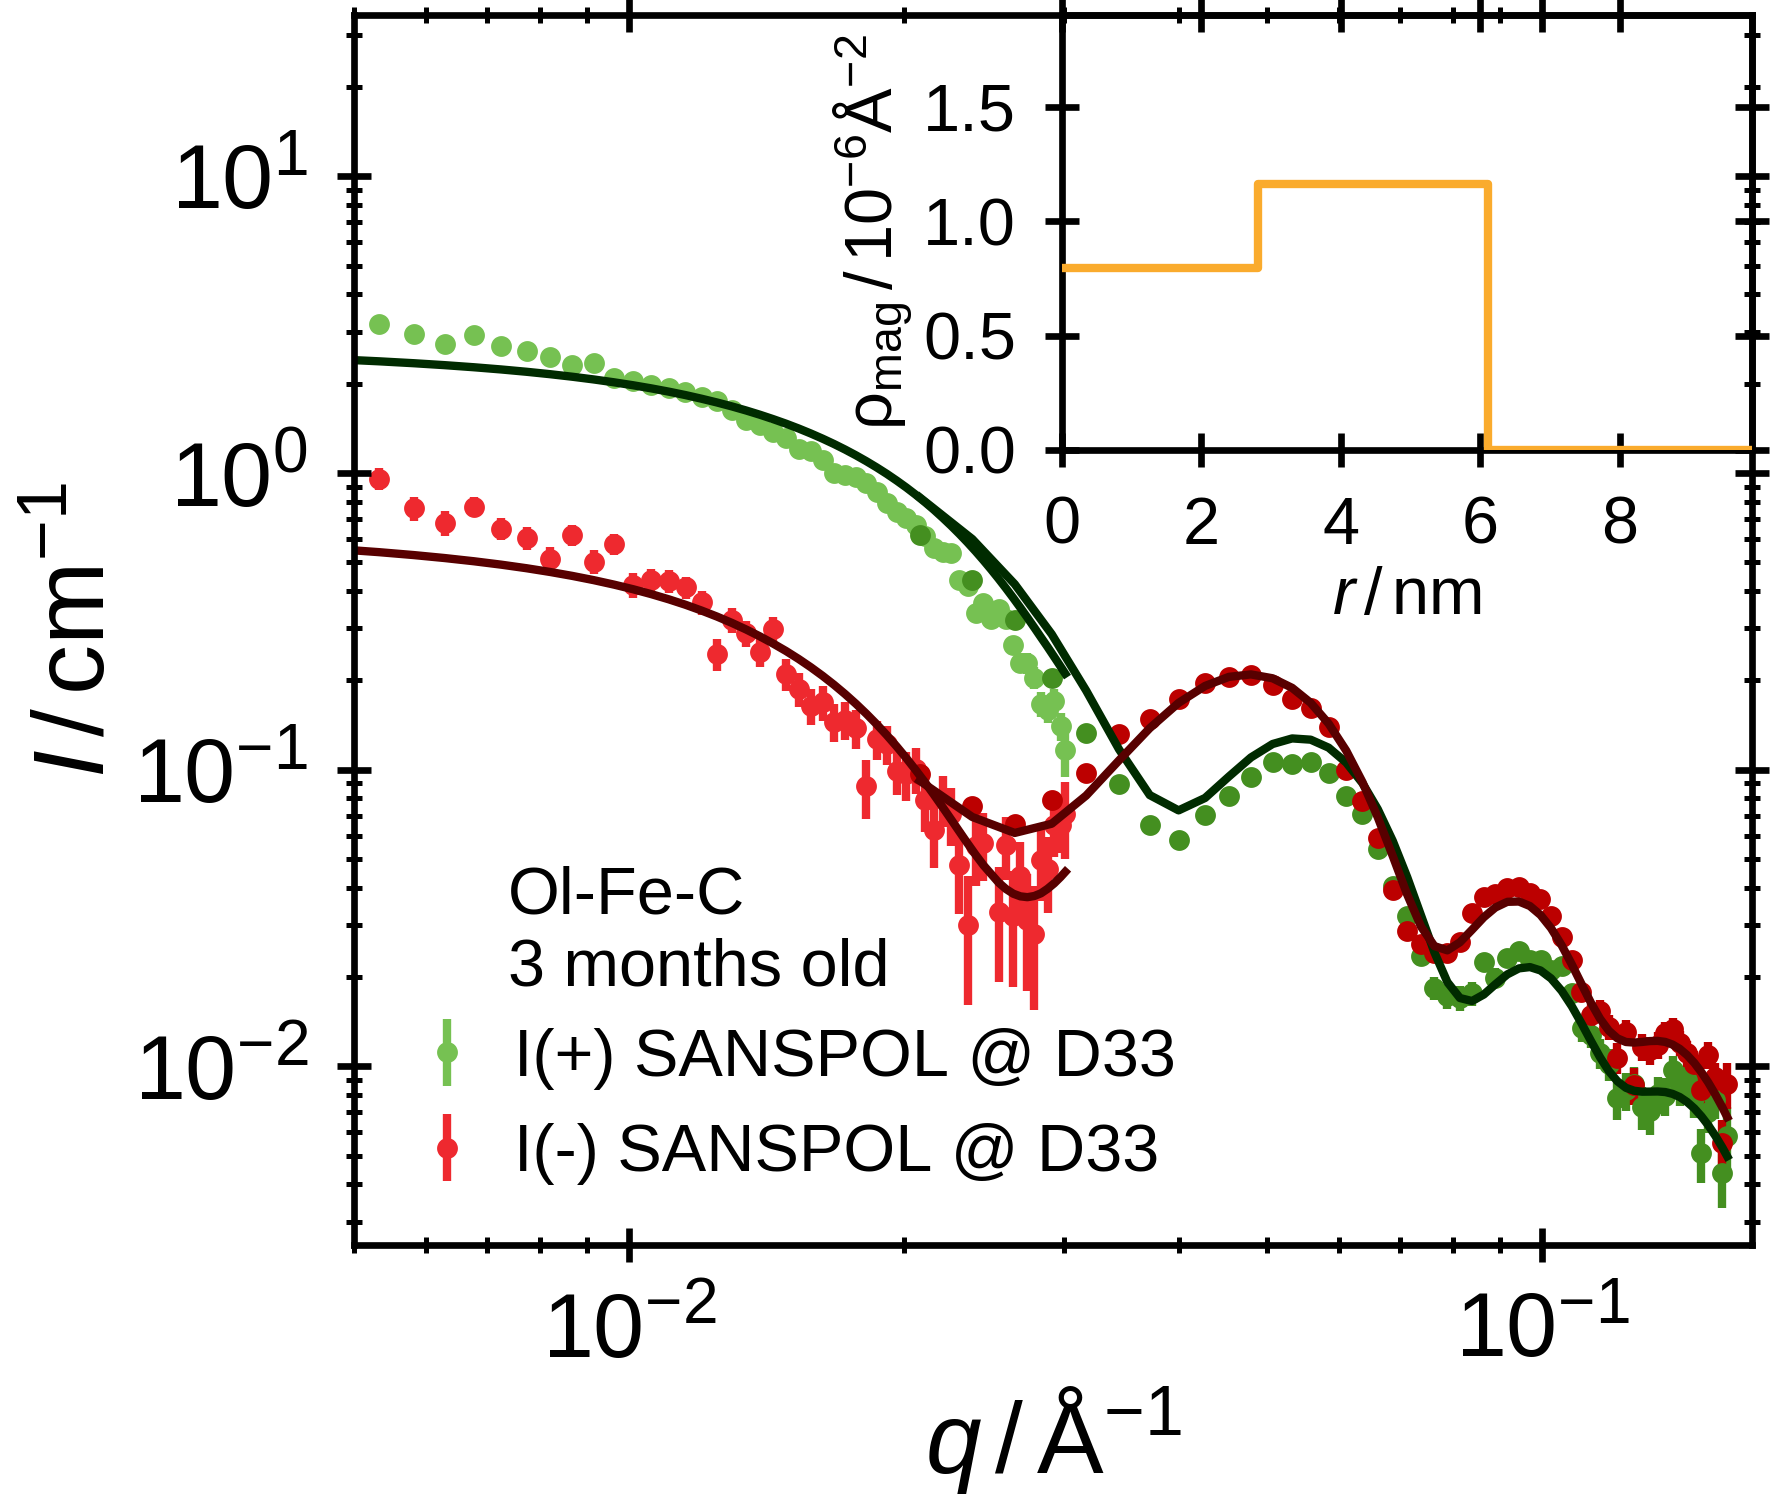 10¹
10⁰
10⁻¹
10⁻²
I / cm⁻¹
ρmag / 10⁻⁶Å⁻²
1.5
1.0
0.5
0.0
0 2 4 6 8
r / nm
Ol-Fe-C
3 months old
I(+) SANSPOL @ D33
I(-) SANSPOL @ D33
10⁻² 10⁻¹
q / Å⁻¹